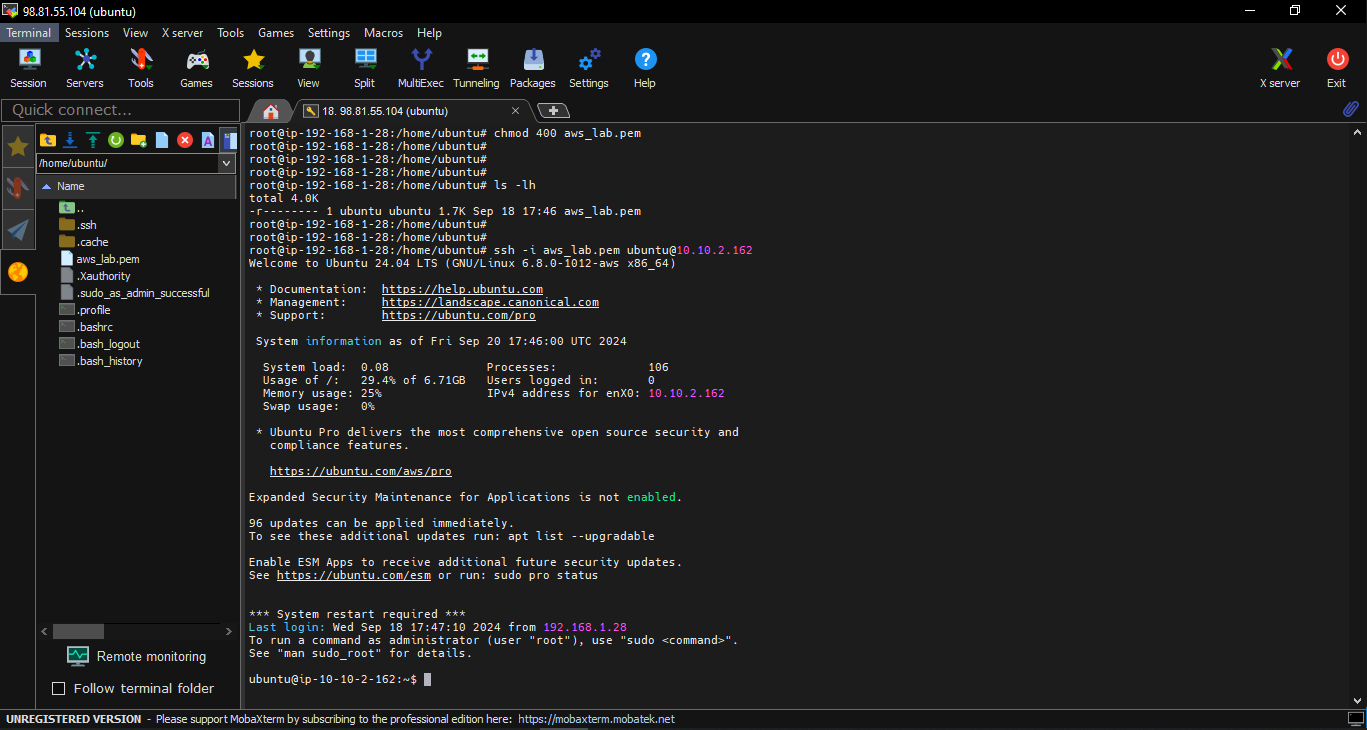 98.81.55.104 (ubuntu)
Terminal Sessions View X server Tools Games Settings Macros Help
Session Servers Tools Games Sessions View Split MultiExec Tunneling Packages Settings Help X server Exit
Quick connect...
18. 98.81.55.104 (ubuntu)
/home/ubuntu/
Name
..
.ssh
.cache
aws_lab.pem
.Xauthority
.sudo_as_admin_successful
.profile
.bashrc
.bash_logout
.bash_history
Remote monitoring
Follow terminal folder
root@ip-192-168-1-28:/home/ubuntu# chmod 400 aws_lab.pem
root@ip-192-168-1-28:/home/ubuntu#
root@ip-192-168-1-28:/home/ubuntu#
root@ip-192-168-1-28:/home/ubuntu#
root@ip-192-168-1-28:/home/ubuntu# ls -lh
total 4.0K
-r-------- 1 ubuntu ubuntu 1.7K Sep 18 17:46 aws_lab.pem
root@ip-192-168-1-28:/home/ubuntu#
root@ip-192-168-1-28:/home/ubuntu#
root@ip-192-168-1-28:/home/ubuntu# ssh -i aws_lab.pem ubuntu@10.10.2.162
Welcome to Ubuntu 24.04 LTS (GNU/Linux 6.8.0-1012-aws x86_64)
* Documentation: https://help.ubuntu.com
* Management: https://landscape.canonical.com
* Support: https://ubuntu.com/pro
System information as of Fri Sep 20 17:46:00 UTC 2024
System load: 0.08 Processes: 106
Usage of /: 29.4% of 6.71GB Users logged in: 0
Memory usage: 25% IPv4 address for enX0: 10.10.2.162
Swap usage: 0%
* Ubuntu Pro delivers the most comprehensive open source security and
compliance features.
https://ubuntu.com/aws/pro
Expanded Security Maintenance for Applications is not enabled.
96 updates can be applied immediately.
To see these additional updates run: apt list --upgradable
Enable ESM Apps to receive additional future security updates.
See https://ubuntu.com/esm or run: sudo pro status
*** System restart required ***
Last login: Wed Sep 18 17:47:10 2024 from 192.168.1.28
To run a command as administrator (user "root"), use "sudo <command>".
See "man sudo_root" for details.
ubuntu@ip-10-10-2-162:~$
UNREGISTERED VERSION - Please support MobaXterm by subscribing to the professional edition here: https://mobaxterm.mobatek.net